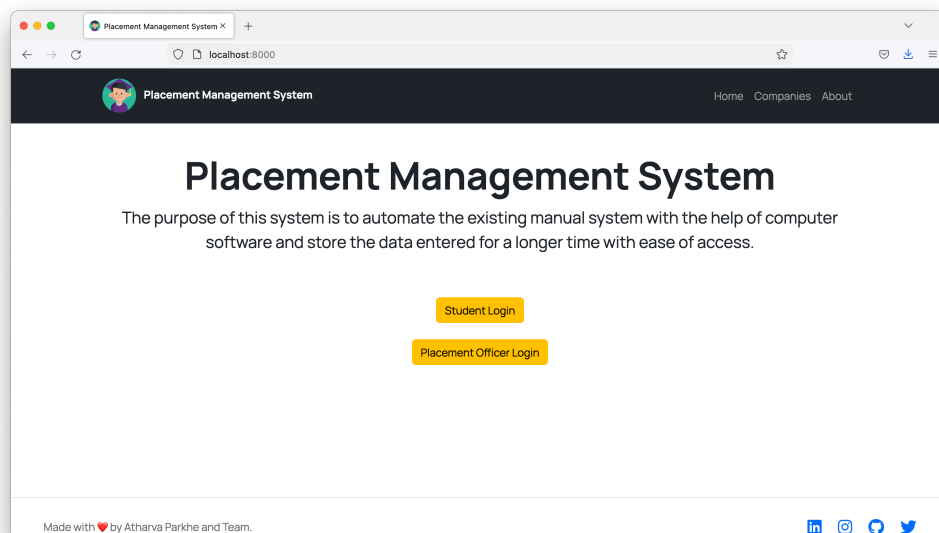 Placement Management System
localhost:8000
Placement Management System
Home Companies About
Placement Management System
The purpose of this system is to automate the existing manual system with the help of computer
software and store the data entered for a longer time with ease of access.
Student Login
Placement Officer Login
Made with ❤️ by Atharva Parkhe and Team.